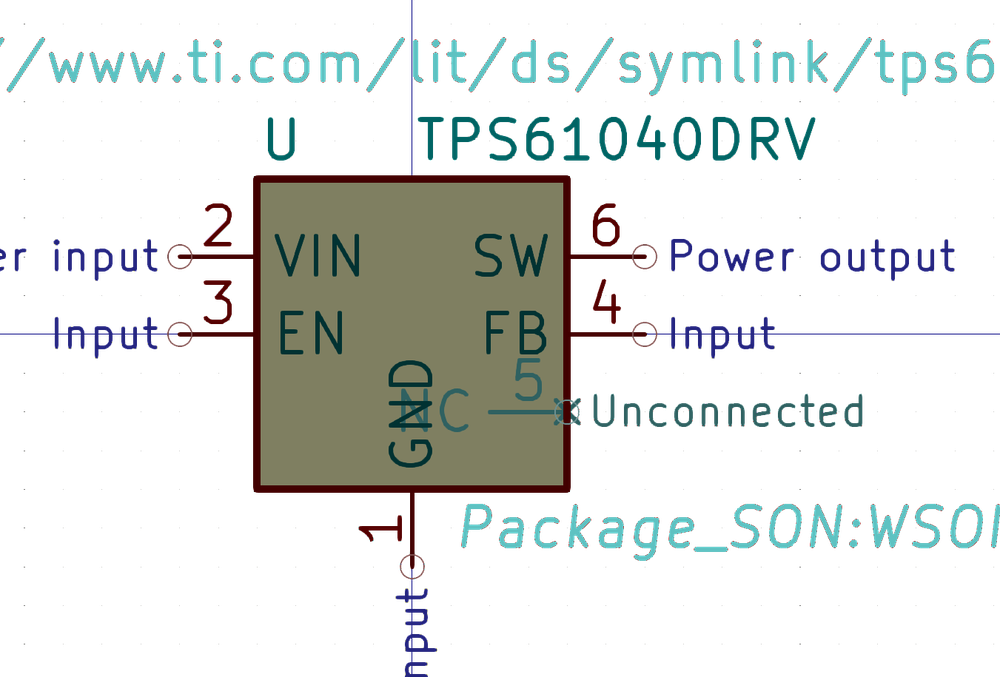 //www.ti.com/lit/ds/symlink/tps6
U TPS61040DRV
2 6
er input VIN SW Power output
3 4
Input EN FB Input
5
GND NC Unconnected
1
Package_SON:WSON
nput